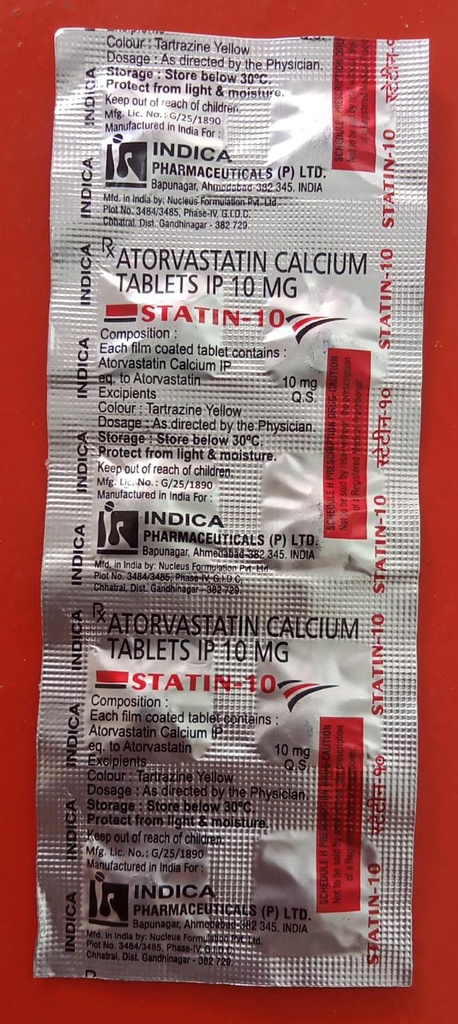 Colour : Tartrazine Yellow
Dosage : As directed by the Physician.
Storage : Store below 30°C.
Protect from light & moisture.
Keep out of reach of children.
Mfg. Lic. No.: G/25/1890
Manufactured in India For :
INDICA
PHARMACEUTICALS (P) LTD.
Bapunagar, Ahmedabad-382 345. INDIA
Mfd. in India by: Nucleus Formulation Pvt. Ltd.
Plot No. 3484/3485, Phase-IV, G.I.D.C.
Chhatral, Dist. Gandhinagar - 382 729.
Rx ATORVASTATIN CALCIUM
TABLETS IP 10 MG
STATIN-10
Composition :
Each film coated tablet contains :
Atorvastatin Calcium IP
eq. to Atorvastatin 10 mg
Excipients Q.S.
Colour : Tartrazine Yellow
Dosage : As directed by the Physician.
Storage : Store below 30°C.
Protect from light & moisture.
Keep out of reach of children.
Mfg. Lic. No.: G/25/1890
Manufactured in India For :
INDICA
PHARMACEUTICALS (P) LTD.
Bapunagar, Ahmedabad-382 345. INDIA
Mfd. in India by: Nucleus Formulation Pvt. Ltd.
Plot No. 3484/3485, Phase-IV, G.I.D.C.
Chhatral, Dist. Gandhinagar - 382 729.
Rx ATORVASTATIN CALCIUM
TABLETS IP 10 MG
STATIN-10
Composition :
Each film coated tablet contains :
Atorvastatin Calcium IP
eq. to Atorvastatin 10 mg
Excipients Q.S.
Colour : Tartrazine Yellow
Dosage : As directed by the Physician.
Storage : Store below 30°C.
Protect from light & moisture.
Keep out of reach of children.
Mfg. Lic. No.: G/25/1890
Manufactured in India For :
INDICA
PHARMACEUTICALS (P) LTD.
Bapunagar, Ahmedabad-382 345. INDIA
Mfd. in India by: Nucleus Formulation Pvt. Ltd.
Plot No. 3484/3485, Phase-IV, G.I.D.C.
Chhatral, Dist. Gandhinagar - 382 729.
INDICA INDICA INDICA INDICA INDICA INDICA INDICA INDICA INDICA INDICA
SCHEDULE H PRESCRIPTION DRUG-CAUTION
Not to be sold by retail without the prescription
of a Registered Medical Practitioner
SCHEDULE H PRESCRIPTION DRUG-CAUTION
Not to be sold by
STATIN-10 स्टेटीन-१० STATIN-10 STATIN-10 स्टेटीन-१० STATIN-10 STATIN-10